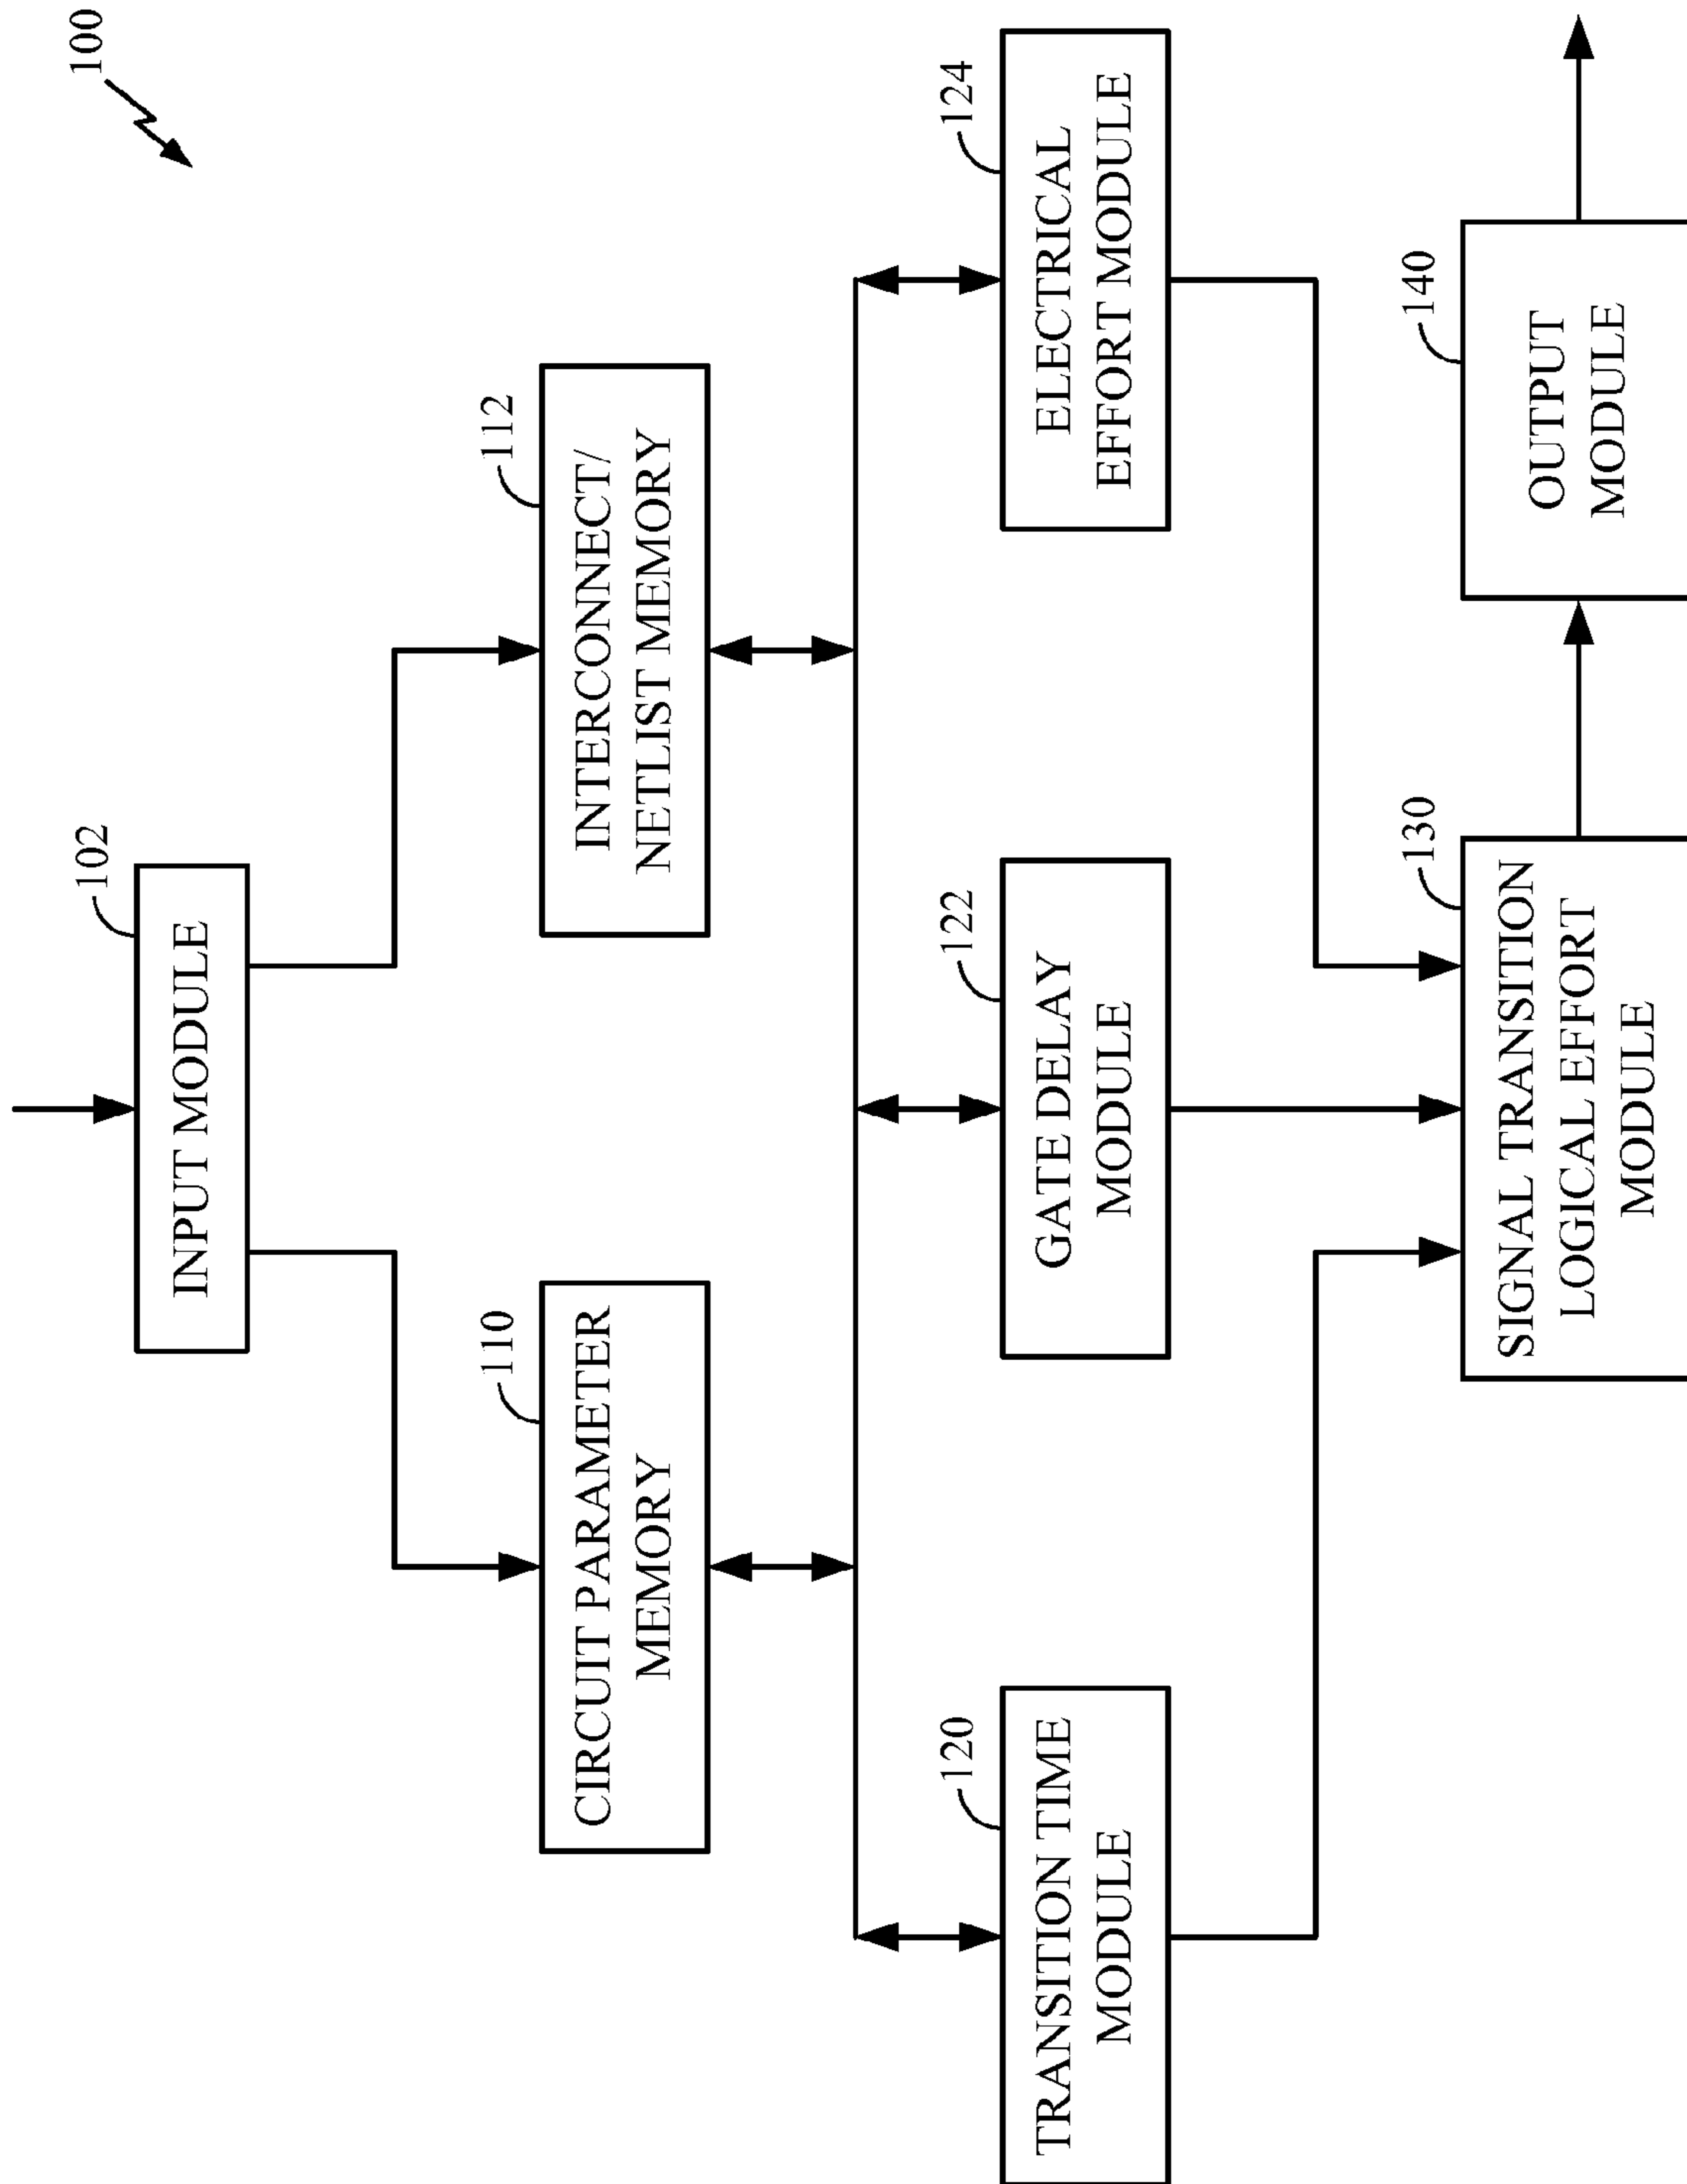 100
102
INPUT MODULE
110
CIRCUIT PARAMETER
MEMORY
112
INTERCONNECT/
NETLIST MEMORY
120
TRANSITION TIME
MODULE
122
GATE DELAY
MODULE
124
ELECTRICAL
EFFORT MODULE
130
SIGNAL TRANSITION
LOGICAL EFFORT
MODULE
140
OUTPUT
MODULE